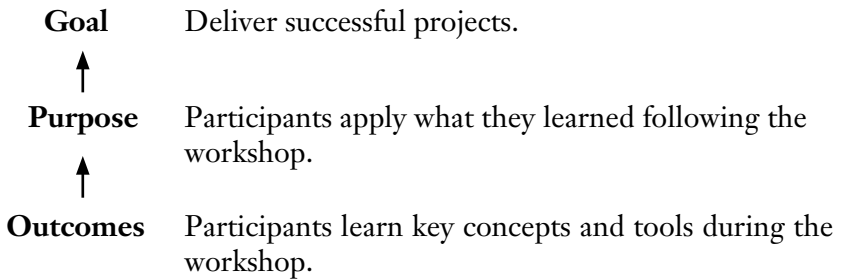 Goal Deliver successful projects.
Purpose Participants apply what they learned following the
workshop.
Outcomes Participants learn key concepts and tools during the
workshop.